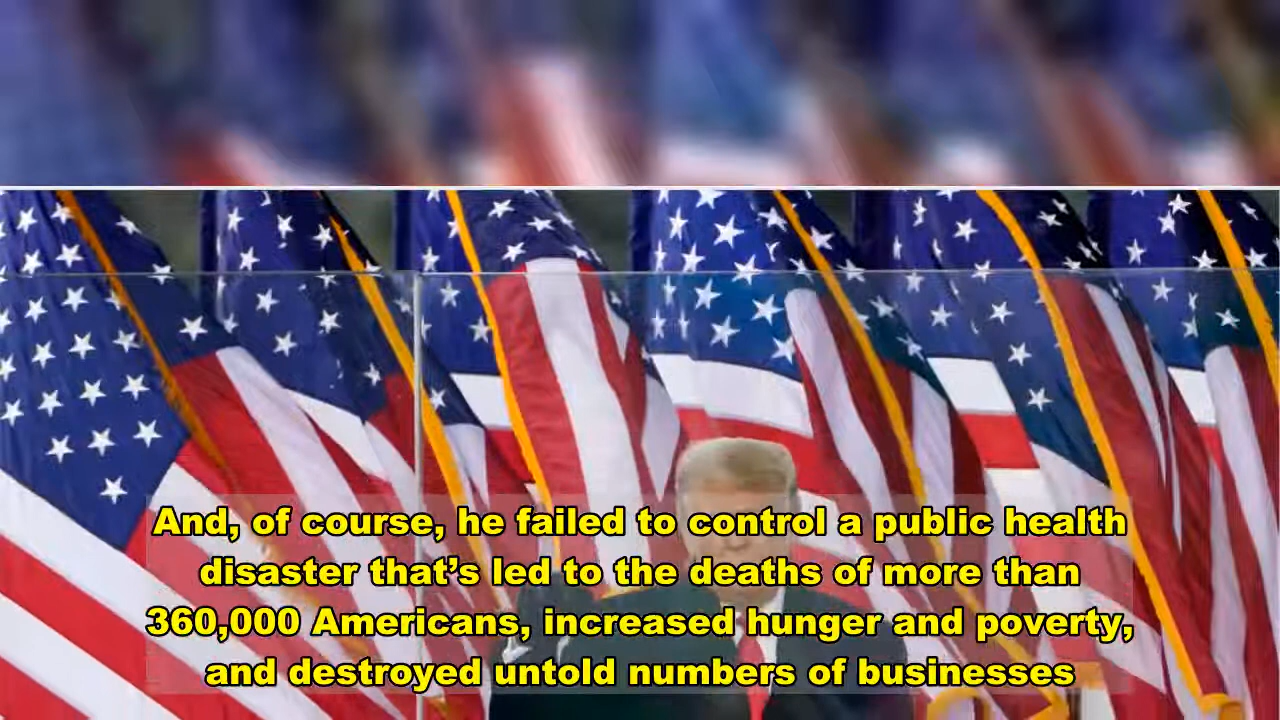 And, of course, he failed to control a public health
disaster that’s led to the deaths of more than
360,000 Americans, increased hunger and poverty,
and destroyed untold numbers of businesses